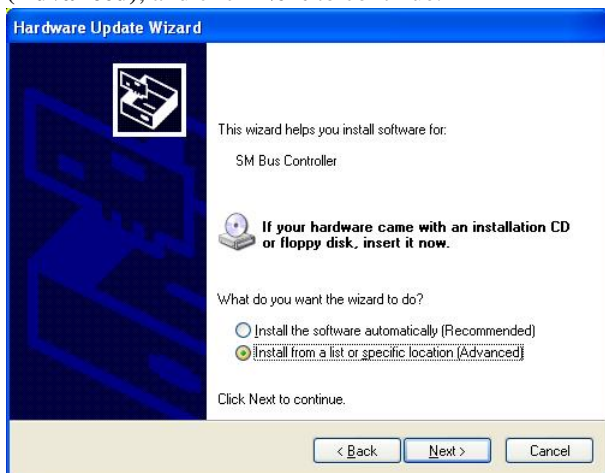 Hardware Update Wizard
This wizard helps you install software for:
SM Bus Controller
If your hardware came with an installation CD
or floppy disk, insert it now.
What do you want the wizard to do?
Install the software automatically (Recommended)
Install from a list or specific location (Advanced)
Click Next to continue.
< Back
Next >
Cancel